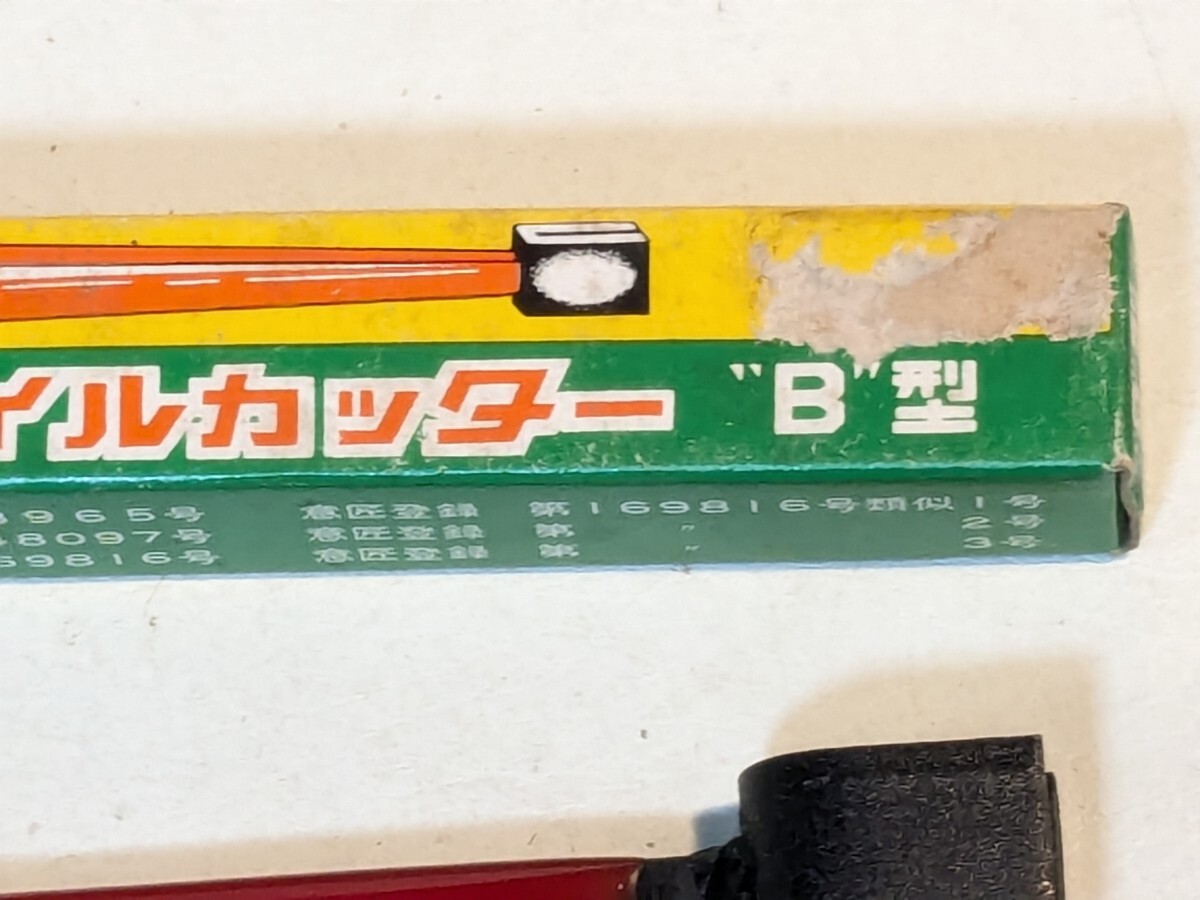 イルカッター "B"型
965号 意匠登録 第169816号類似1号
8097号 意匠登録 第 〃 2号
69816号 意匠登録 第 〃 3号